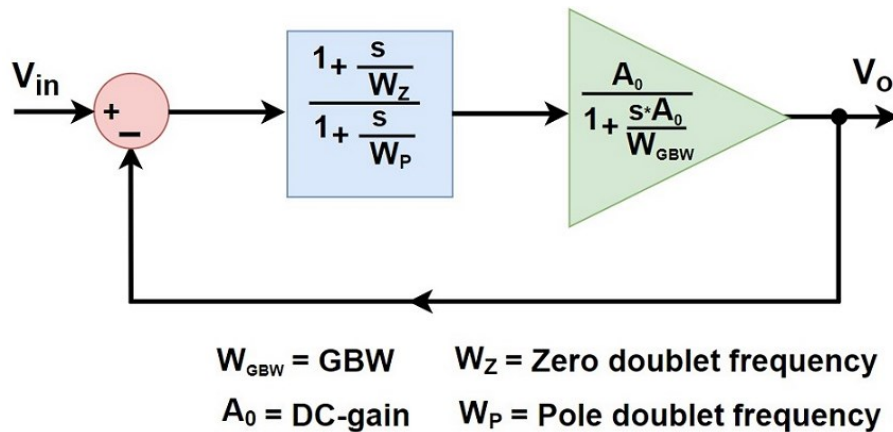 V_in
+
−
1 + s/W_Z
1 + s/W_P
A_0
1 + s*A_0/W_GBW
V_o
W_GBW = GBW W_Z = Zero doublet frequency
A_0 = DC-gain W_P = Pole doublet frequency